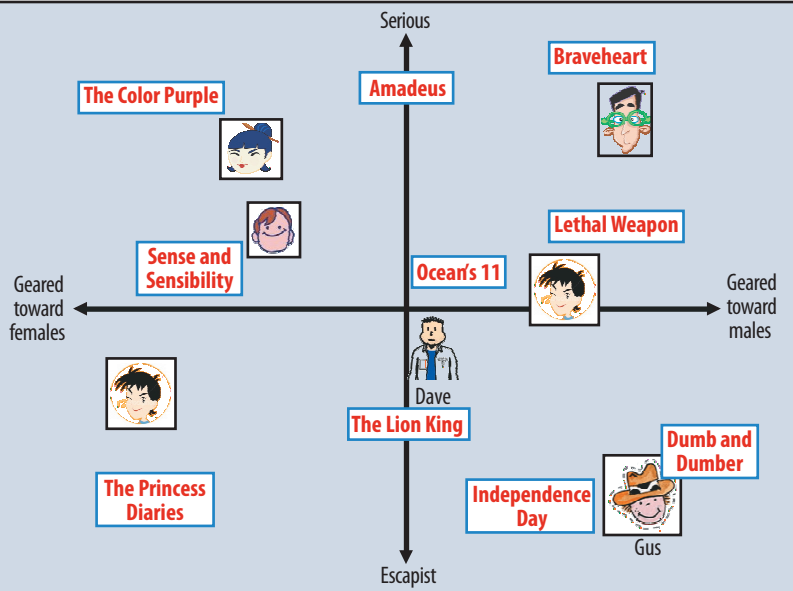 Serious
Braveheart
The Color Purple
Amadeus
Lethal Weapon
Sense and
Sensibility
Ocean's 11
Geared
toward
females
Geared
toward
males
Dave
The Lion King
Dumb and
Dumber
The Princess
Diaries
Independence
Day
Gus
Escapist